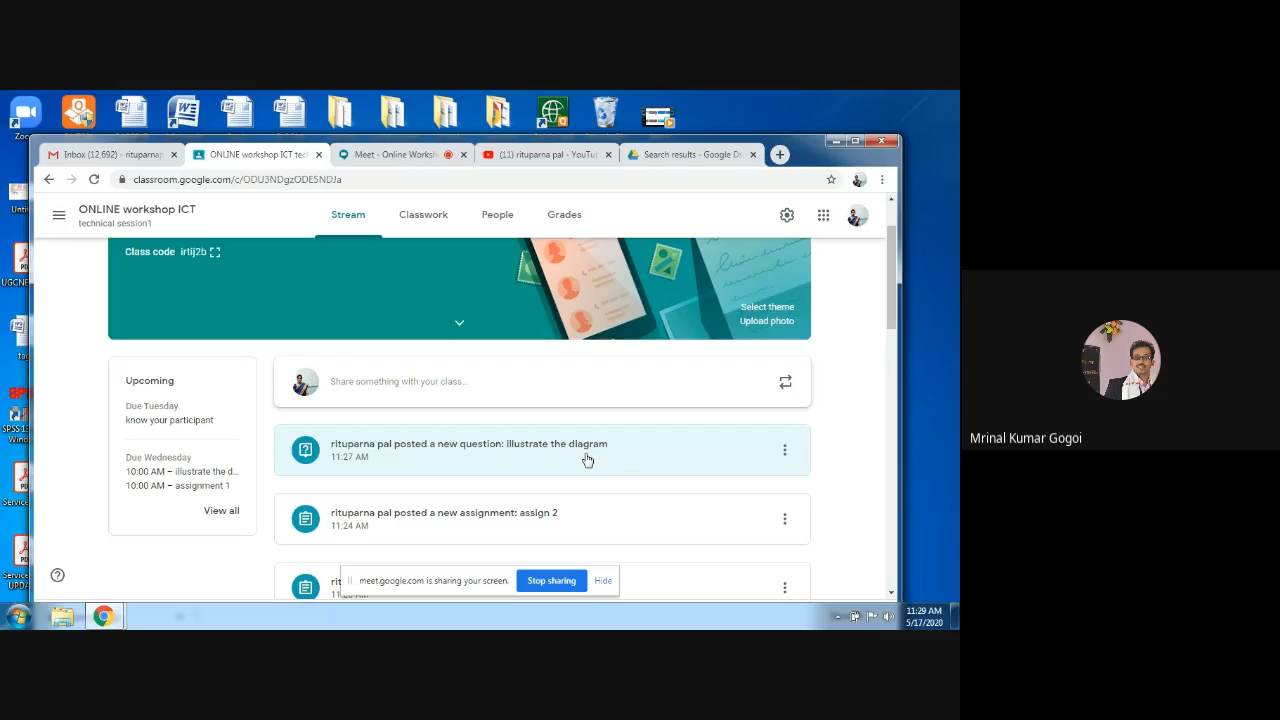 Inbox (12,692) - rituparna
ONLINE workshop ICT tec
Meet - Online Worksh
(11) rituparna pal - YouTu
Search results - Google D
classroom.google.com/c/ODU3NDgzODE5NDJa
ONLINE workshop ICT
technical session1
Stream
Classwork
People
Grades
Class code irtij2b
Select theme
Upload photo
Upcoming
Due Tuesday
know your participant
Due Wednesday
10:00 AM – illustrate the d...
10:00 AM – assignment 1
View all
Share something with your class...
rituparna pal posted a new question: illustrate the diagram
11:27 AM
rituparna pal posted a new assignment: assign 2
11:24 AM
meet.google.com is sharing your screen.
Stop sharing
Hide
11:29 AM
5/17/2020
Mrinal Kumar Gogoi